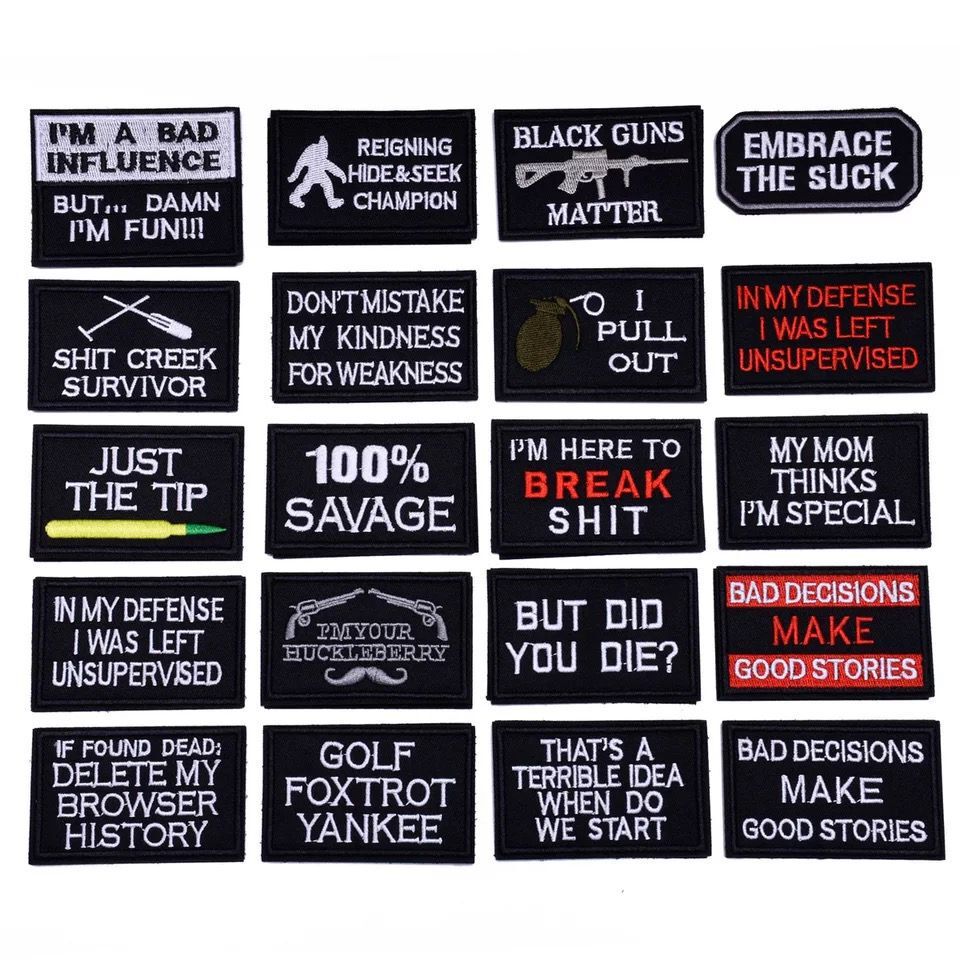 I'M A BAD
INFLUENCE
BUT... DAMN
I'M FUN!!!
REIGNING
HIDE&SEEK
CHAMPION
BLACK GUNS
MATTER
EMBRACE
THE SUCK
SHIT CREEK
SURVIVOR
DON'T MISTAKE
MY KINDNESS
FOR WEAKNESS
I
PULL
OUT
IN MY DEFENSE
I WAS LEFT
UNSUPERVISED
JUST
THE TIP
100%
SAVAGE
I'M HERE TO
BREAK
SHIT
MY MOM
THINKS
I'M SPECIAL
IN MY DEFENSE
I WAS LEFT
UNSUPERVISED
I'M YOUR
HUCKLEBERRY
BUT DID
YOU DIE?
BAD DECISIONS
MAKE
GOOD STORIES
IF FOUND DEAD:
DELETE MY
BROWSER
HISTORY
GOLF
FOXTROT
YANKEE
THAT'S A
TERRIBLE IDEA
WHEN DO
WE START
BAD DECISIONS
MAKE
GOOD STORIES